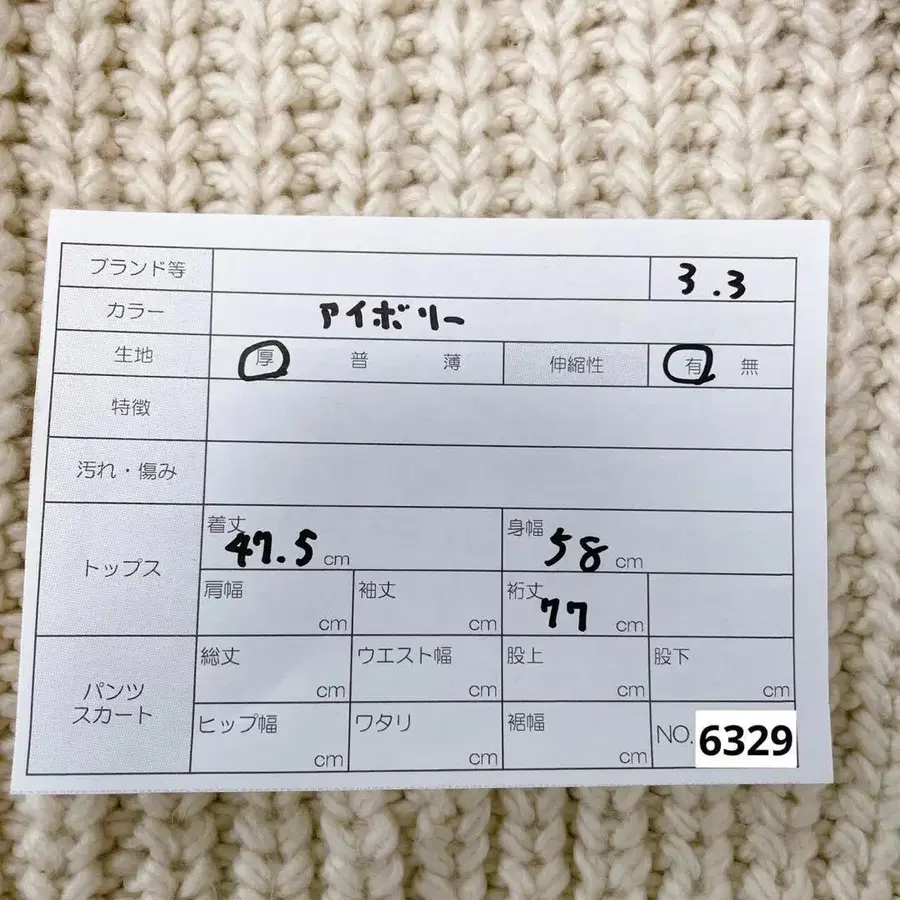 ブランド等 3.3
カラー アイボリー
生地 厚 普 薄 伸縮性 有 無
特徴
汚れ・傷み
トップス
着丈 47.5 cm 身幅 58 cm
肩幅 cm 袖丈 cm 裄丈 77 cm
パンツ
スカート
総丈 cm ウエスト幅 cm 股上 cm 股下 cm
ヒップ幅 cm ワタリ cm 裾幅 cm NO. 6329